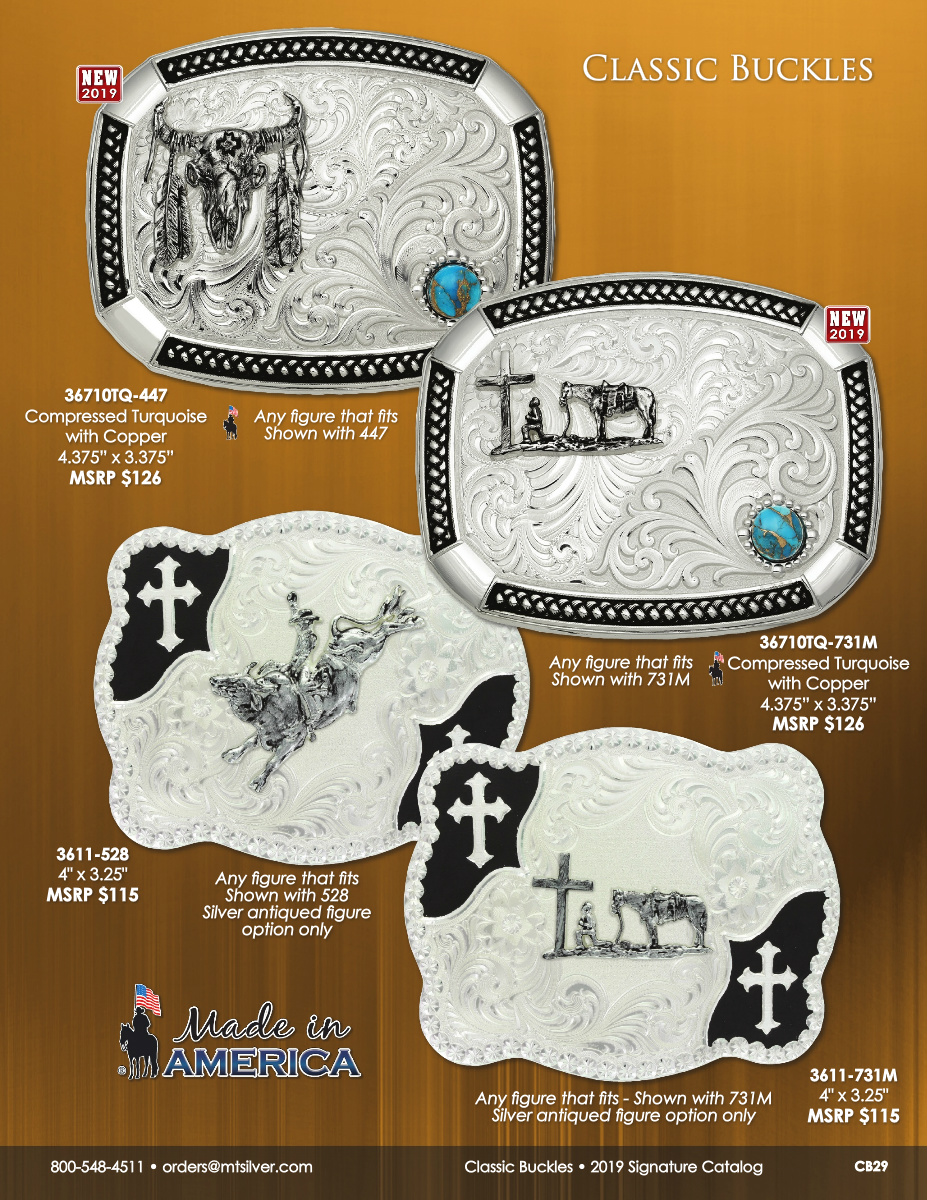 CLASSIC BUCKLES
NEW
2019
36710TQ-447
Compressed Turquoise
with Copper
4.375" x 3.375"
MSRP $126
Any figure that fits
Shown with 447
NEW
2019
36710TQ-731M
Compressed Turquoise
with Copper
4.375" x 3.375"
MSRP $126
Any figure that fits
Shown with 731M
3611-528
4" x 3.25"
MSRP $115
Any figure that fits
Shown with 528
Silver antiqued figure
option only
® Made in
AMERICA
3611-731M
4" x 3.25"
MSRP $115
Any figure that fits - Shown with 731M
Silver antiqued figure option only
800-548-4511 • orders@mtsilver.com
Classic Buckles • 2019 Signature Catalog
CB29